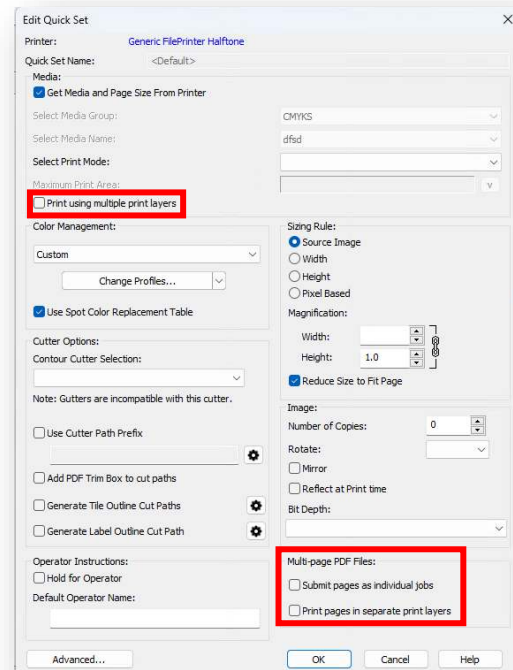 Edit Quick Set
Printer: Generic FilePrinter Halftone
Quick Set Name: <Default>
Media:
Get Media and Page Size From Printer
Select Media Group: CMYKS
Select Media Name: dfsd
Select Print Mode:
Maximum Print Area: v
Print using multiple print layers
Color Management:
Custom
Change Profiles...
Use Spot Color Replacement Table
Cutter Options:
Contour Cutter Selection:
Note: Gutters are incompatible with this cutter.
Use Cutter Path Prefix
Add PDF Trim Box to cut paths
Generate Tile Outline Cut Paths
Generate Label Outline Cut Path
Operator Instructions:
Hold for Operator
Default Operator Name:
Sizing Rule:
Source Image
Width
Height
Pixel Based
Magnification:
Width:
Height: 1.0
Reduce Size to Fit Page
Image:
Number of Copies: 0
Rotate:
Mirror
Reflect at Print time
Bit Depth:
Multi-page PDF Files:
Submit pages as individual jobs
Print pages in separate print layers
Advanced... OK Cancel Help